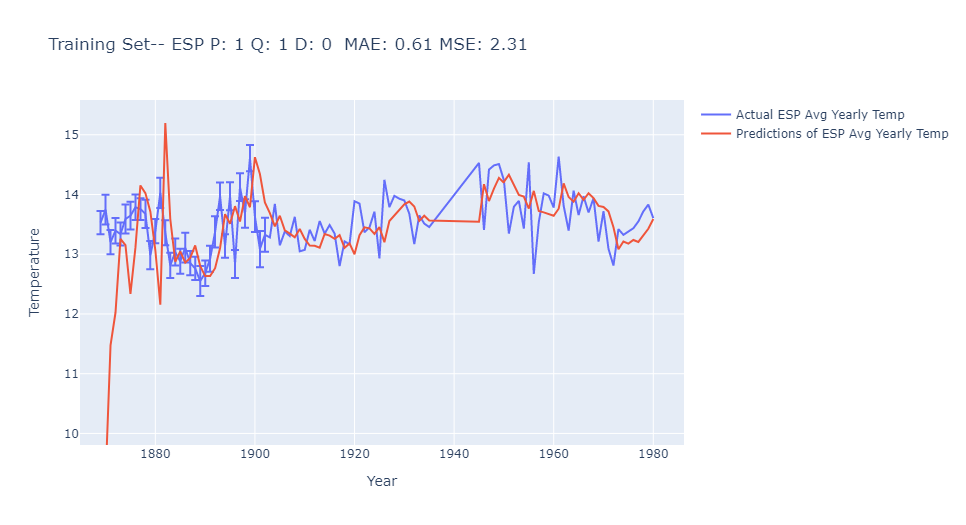 Training Set-- ESP P: 1 Q: 1 D: 0  MAE: 0.61 MSE: 2.31
Actual ESP Avg Yearly Temp
Predictions of ESP Avg Yearly Temp
15
14
13
12
11
10
Temperature
1880 1900 1920 1940 1960 1980
Year